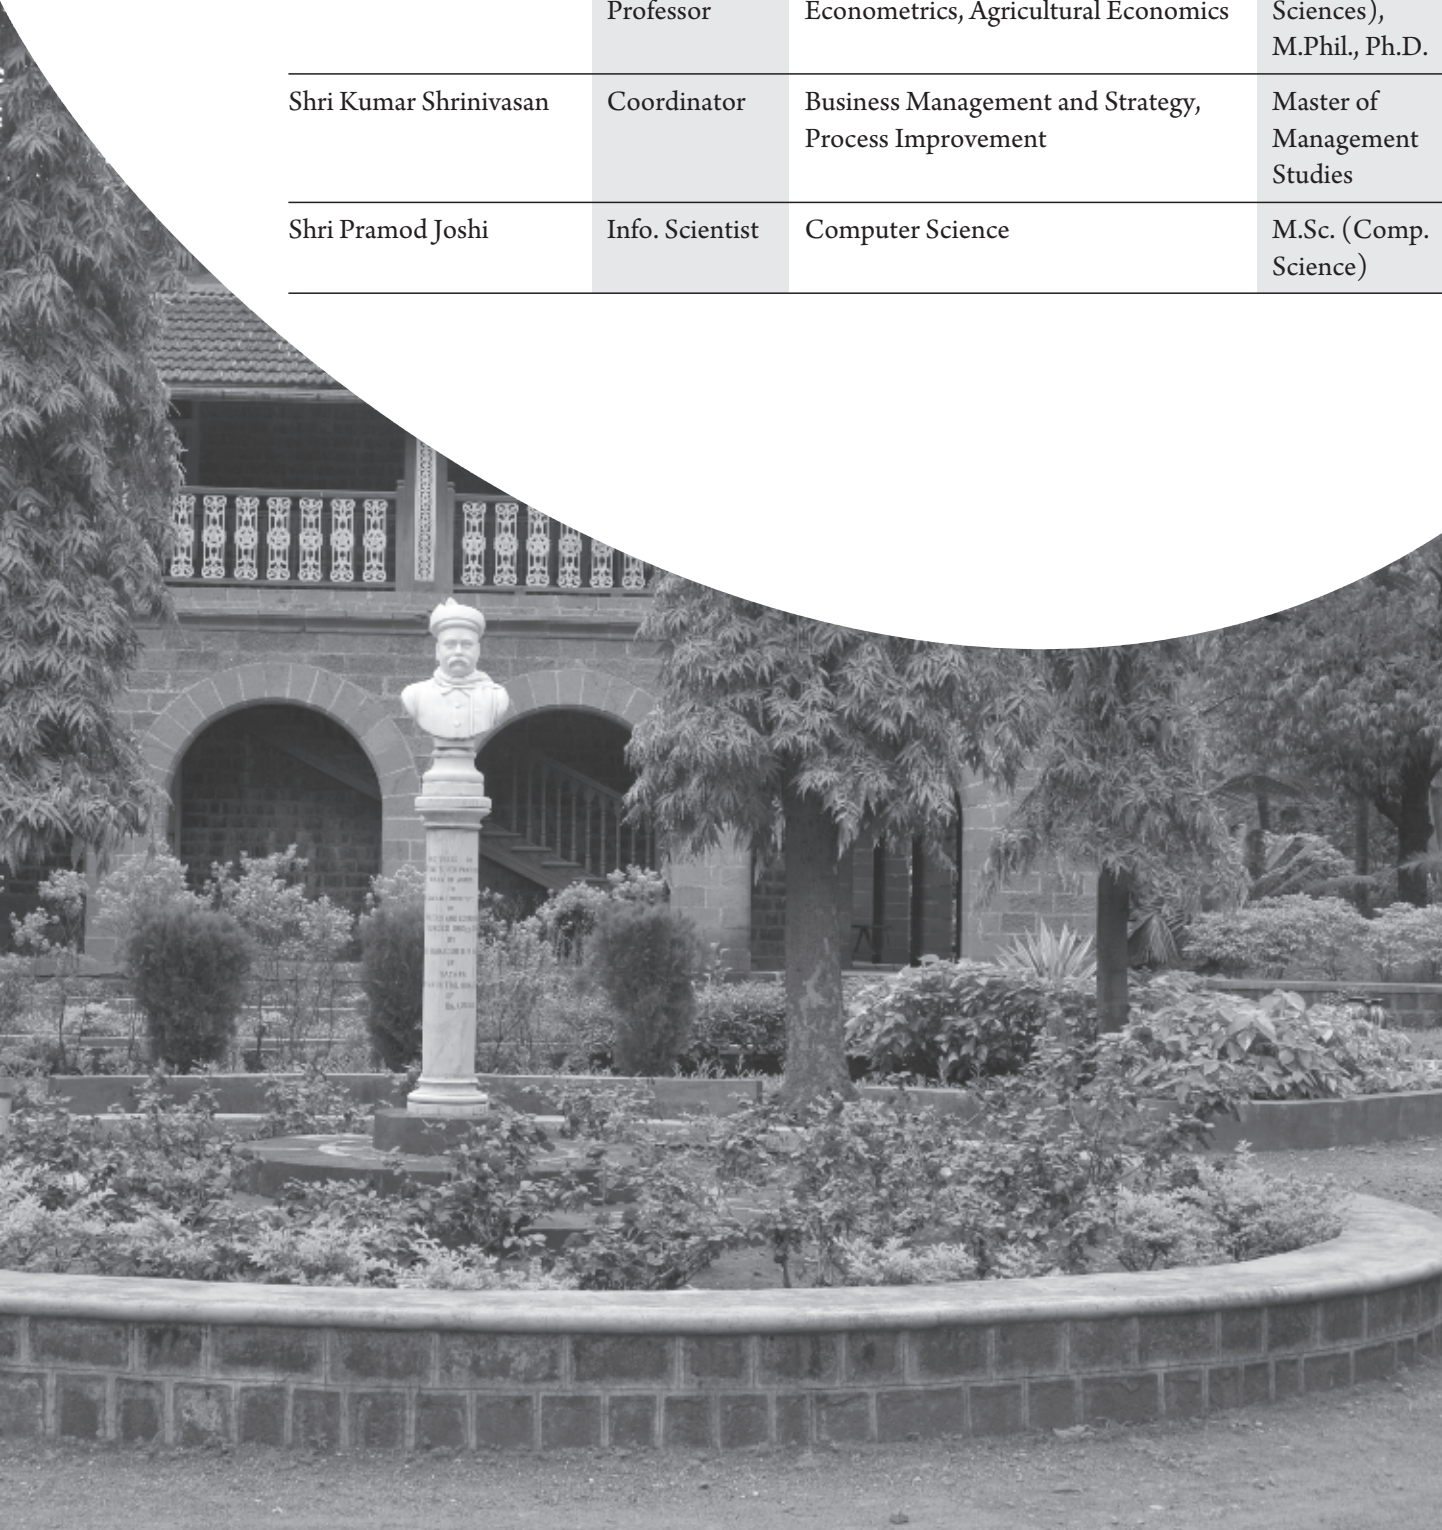 Professor Econometrics, Agricultural Economics Sciences),
M.Phil., Ph.D.
Shri Kumar Shrinivasan Coordinator Business Management and Strategy, Master of
Process Improvement Management
Studies
Shri Pramod Joshi Info. Scientist Computer Science M.Sc. (Comp.
Science)